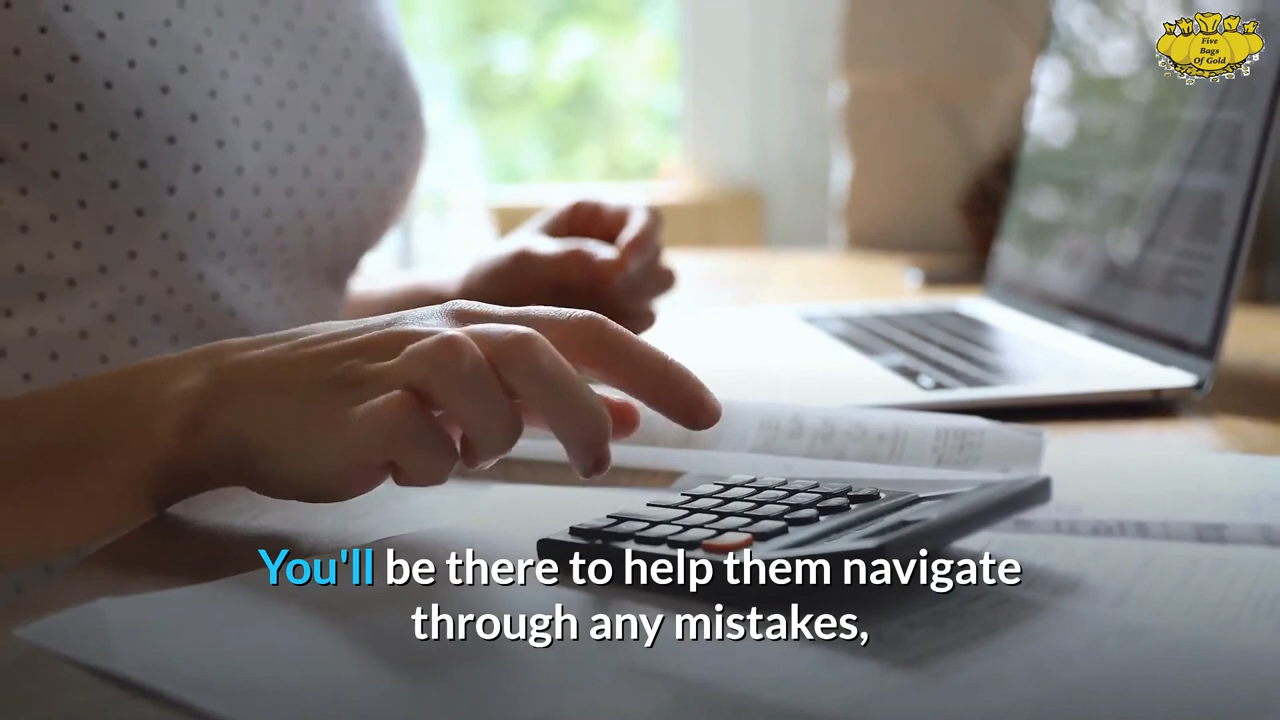 Five
Bags
Of Gold
You'll be there to help them navigate
through any mistakes,